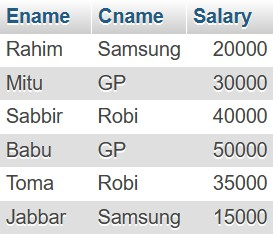 Ename Cname Salary
Rahim Samsung 20000
Mitu GP 30000
Sabbir Robi 40000
Babu GP 50000
Toma Robi 35000
Jabbar Samsung 15000